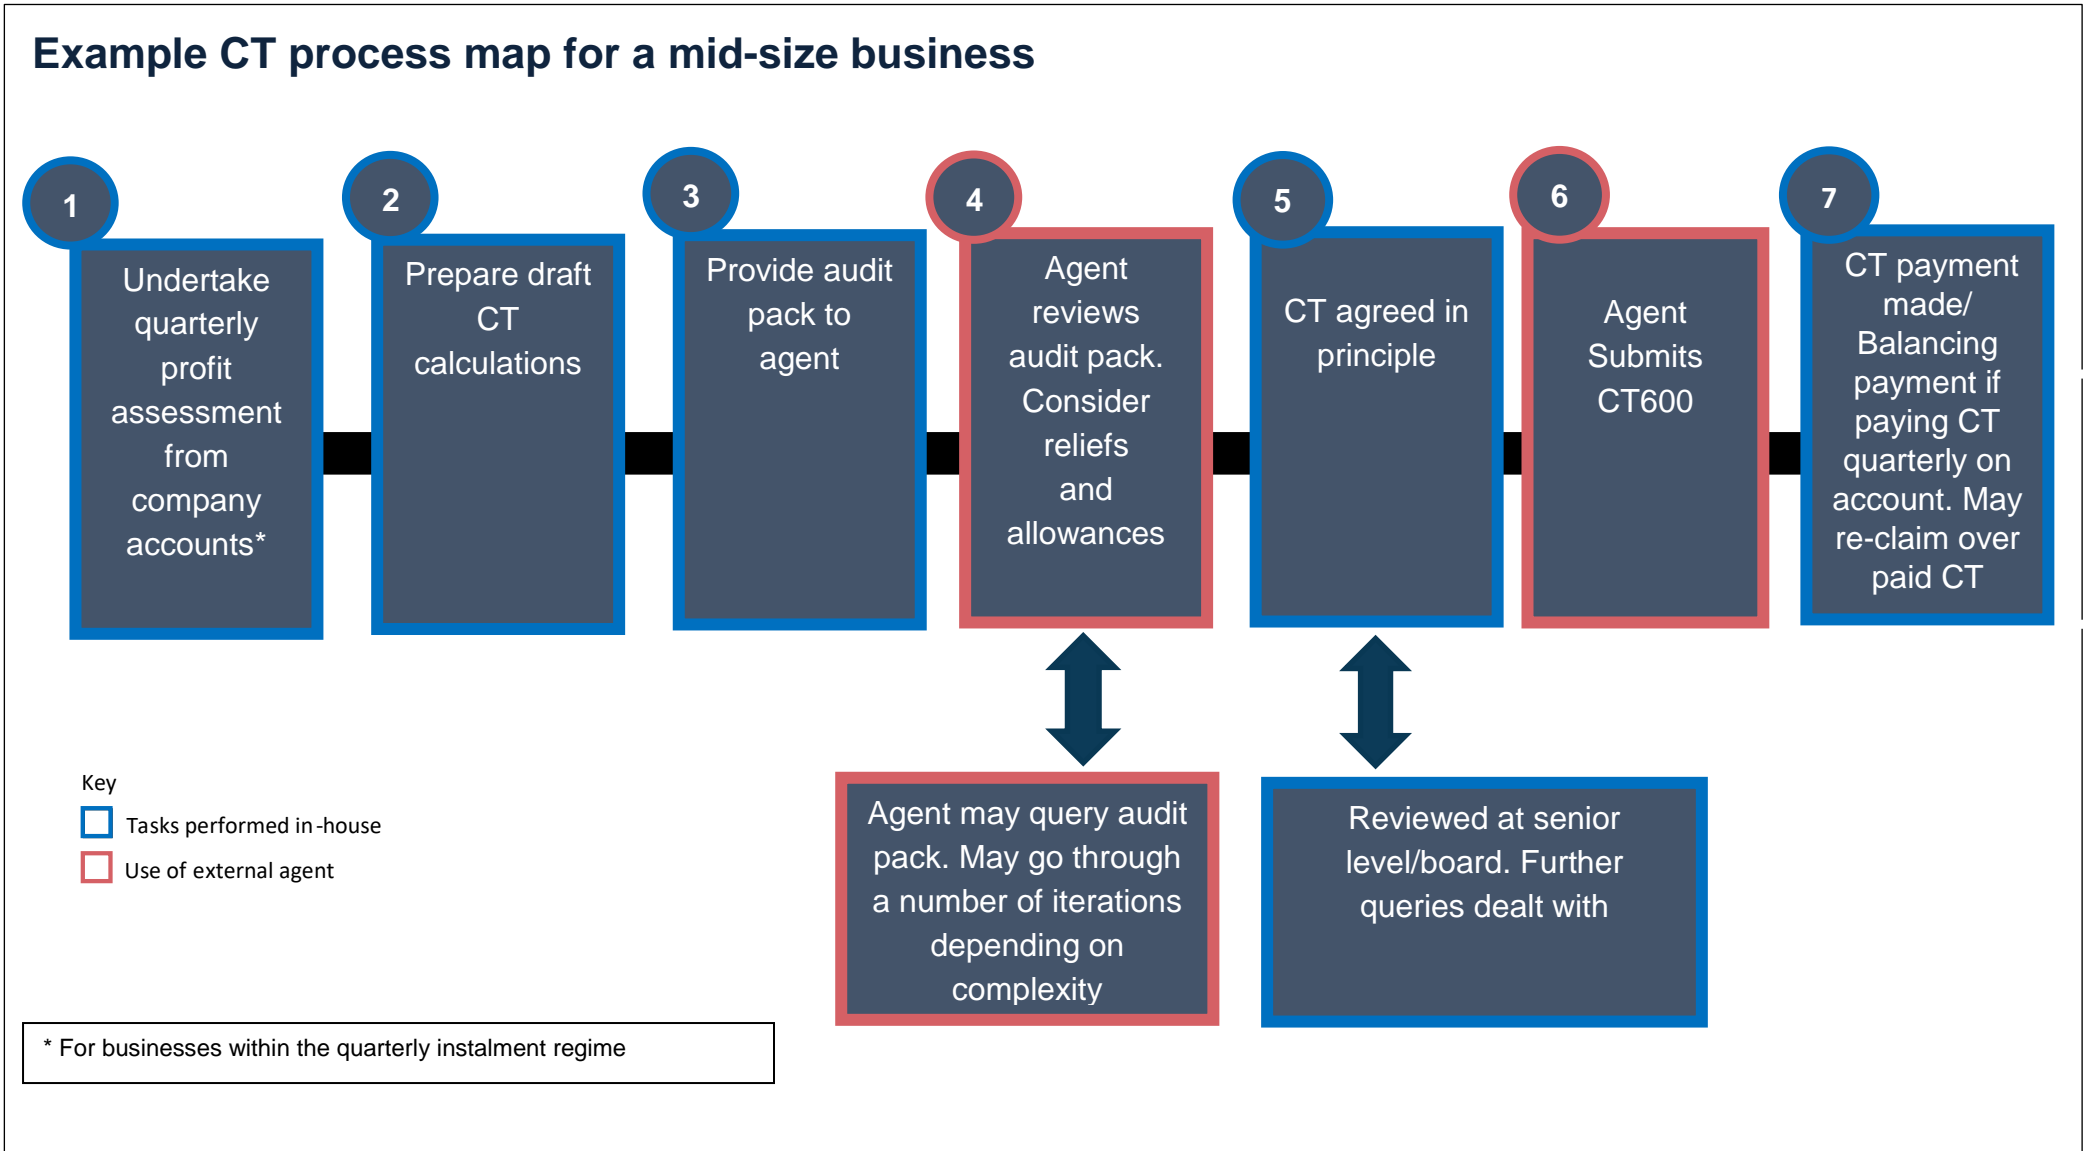 Example CT process map for a mid-size business
1
Undertake
quarterly
profit
assessment
from
company
accounts*
2
Prepare draft
CT
calculations
3
Provide audit
pack to
agent
4
Agent
reviews
audit pack.
Consider
reliefs
and
allowances
5
CT agreed in
principle
6
Agent
Submits
CT600
7
CT payment
made/
Balancing
payment if
paying CT
quarterly on
account. May
re-claim over
paid CT
Agent may query audit
pack. May go through
a number of iterations
depending on
complexity
Reviewed at senior
level/board. Further
queries dealt with
Key
Tasks performed in-house
Use of external agent
* For businesses within the quarterly instalment regime